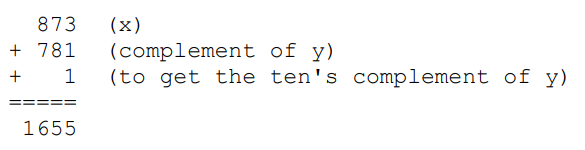 873 (x)
+ 781 (complement of y)
+ 1 (to get the ten's complement of y)
=====
1655